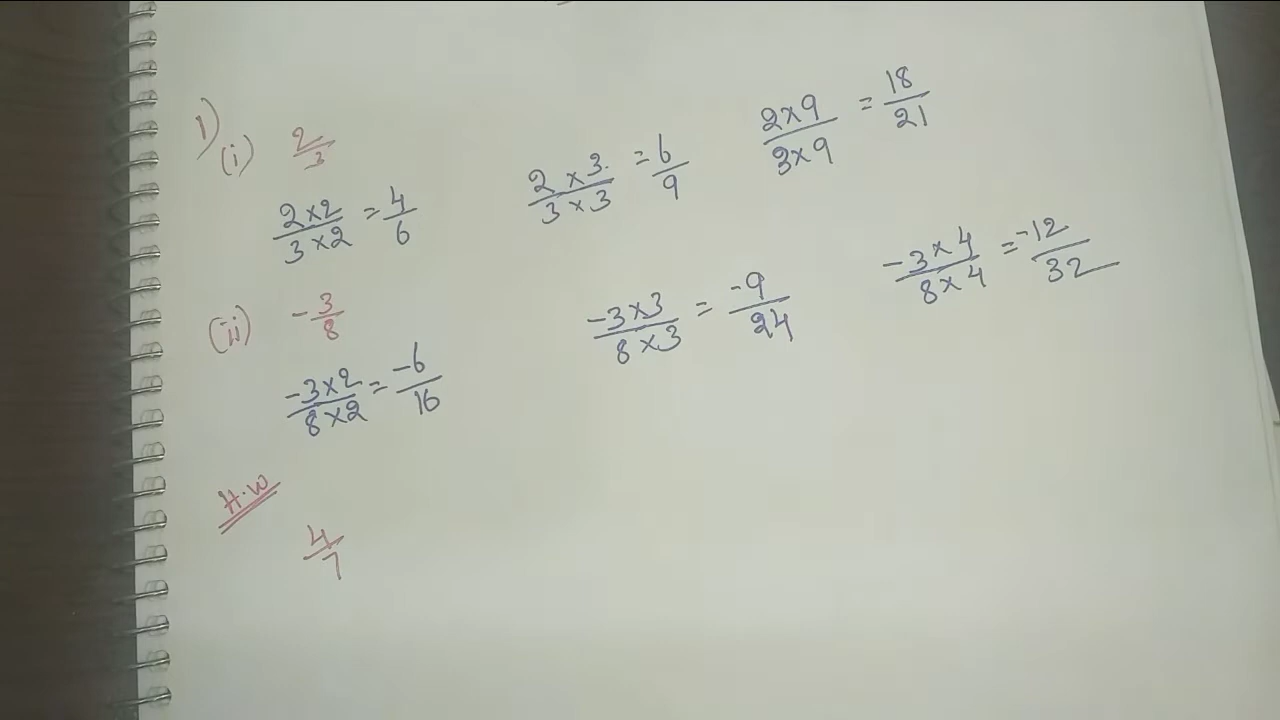 1)
(i) 2/3
2×2/3×2 = 4/6   2×3/3×3 = 6/9   2×9/3×9 = 18/21
(ii) -3/8
-3×2/8×2 = -6/16   -3×3/8×3 = -9/24   -3×4/8×4 = -12/32
H.W
4/7